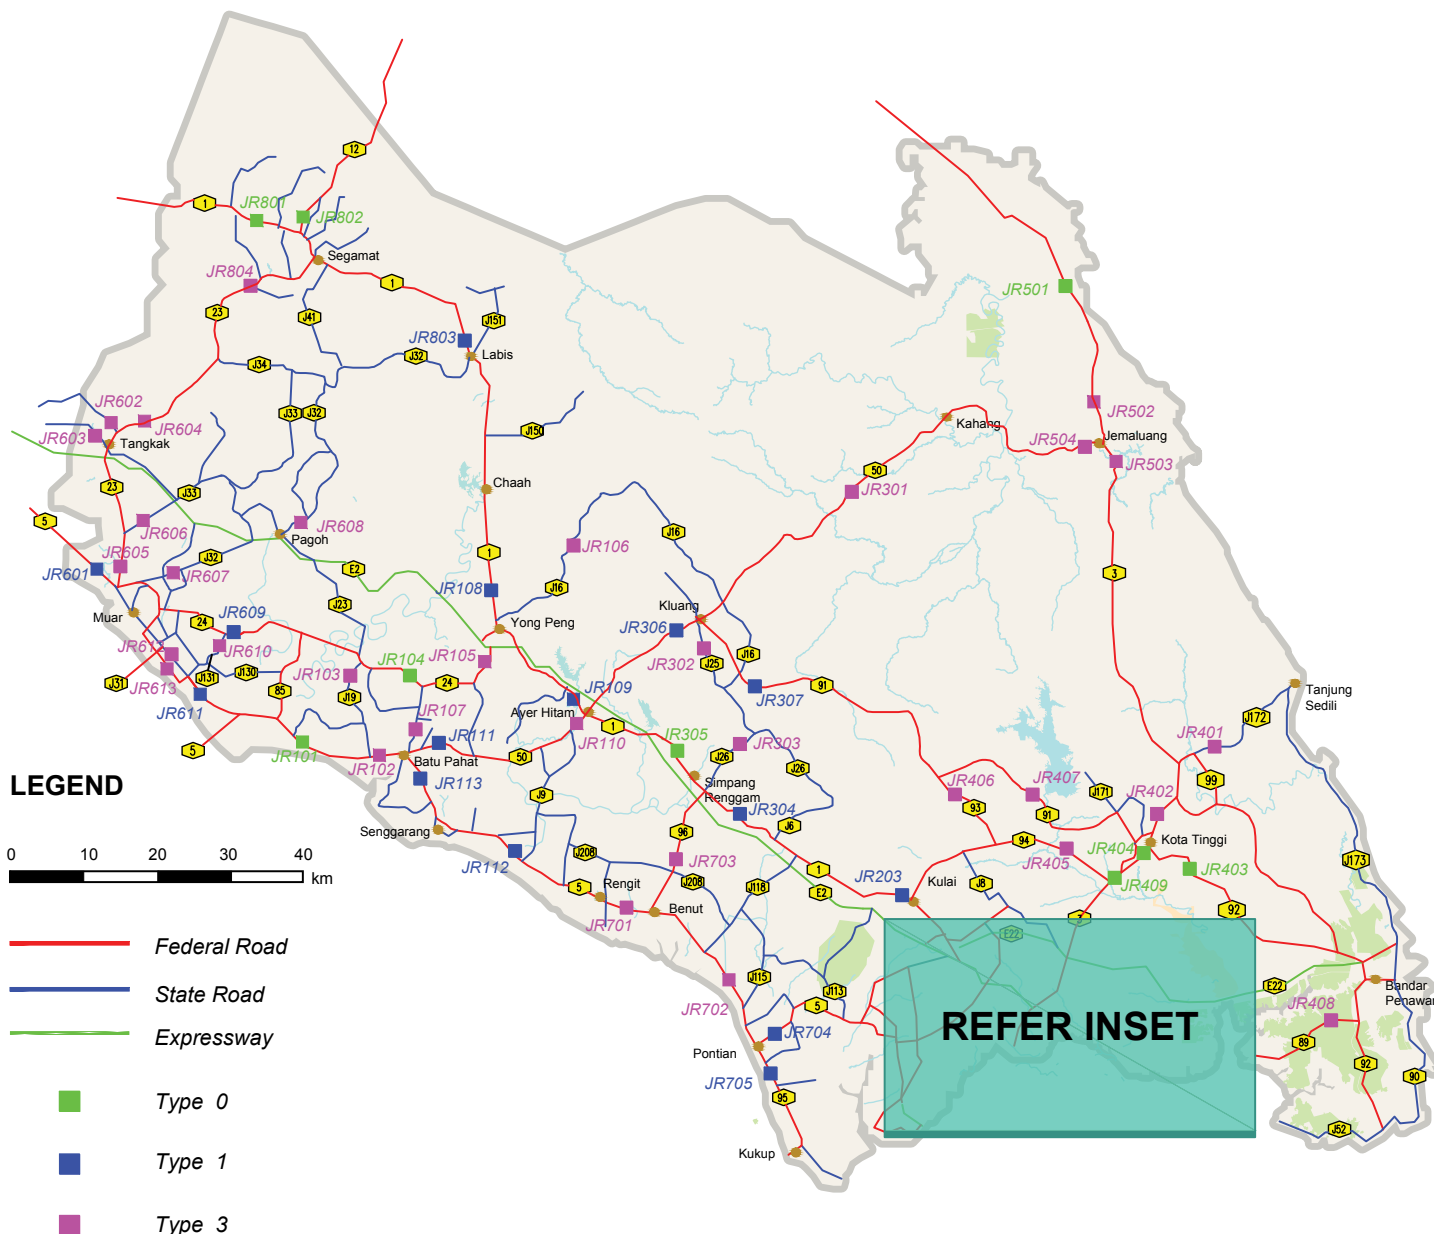 12
1
JR801
JR802
Segamat
JR804
1
JR501
23
J41
J151
JR803
Labis
J32
J34
JR602
J33
J32
JR502
JR604
JR603
Tangkak
J150
Kahang
JR504
Jemaluang
JR503
50
JR301
23
J33
Chaah
5
JR606
JR608
Pagoh
J16
JR106
JR605
J32
1
JR601
JR607
E2
3
J16
JR108
J23
Muar
24
JR609
Yong Peng
Kluang
JR306
JR612
JR610
JR302
J16
J25
JR105
J31
J131
J130
JR103
JR104
24
91
JR307
Tanjung
Sedili
JR613
85
J19
JR109
JR611
Ayer Hitam
J172
JR107
1
JR110
5
JR101
JR111
JR305
JR303
JR401
JR102
Batu Pahat
50
J26
J26
99
LEGEND
JR113
Simpang
Renggam
JR406
JR407
J171
J9
93
91
JR402
JR304
Senggarang
96
J6
94
Kota Tinggi
JR404
JR405
0 10 20 30 40
km
J208
JR112
JR703
1
J173
JR403
JR409
5
Rengit
J208
J118
E2
JR203
Kulai
J8
JR701
Benut
3
92
Federal Road
E22
J115
E22
Bandar
Penawar
State Road
JR702
J113
5
JR408
REFER INSET
Expressway
JR704
Pontian
89
92
90
JR705
95
Type 0
J52
Kukup
Type 1
Type 3